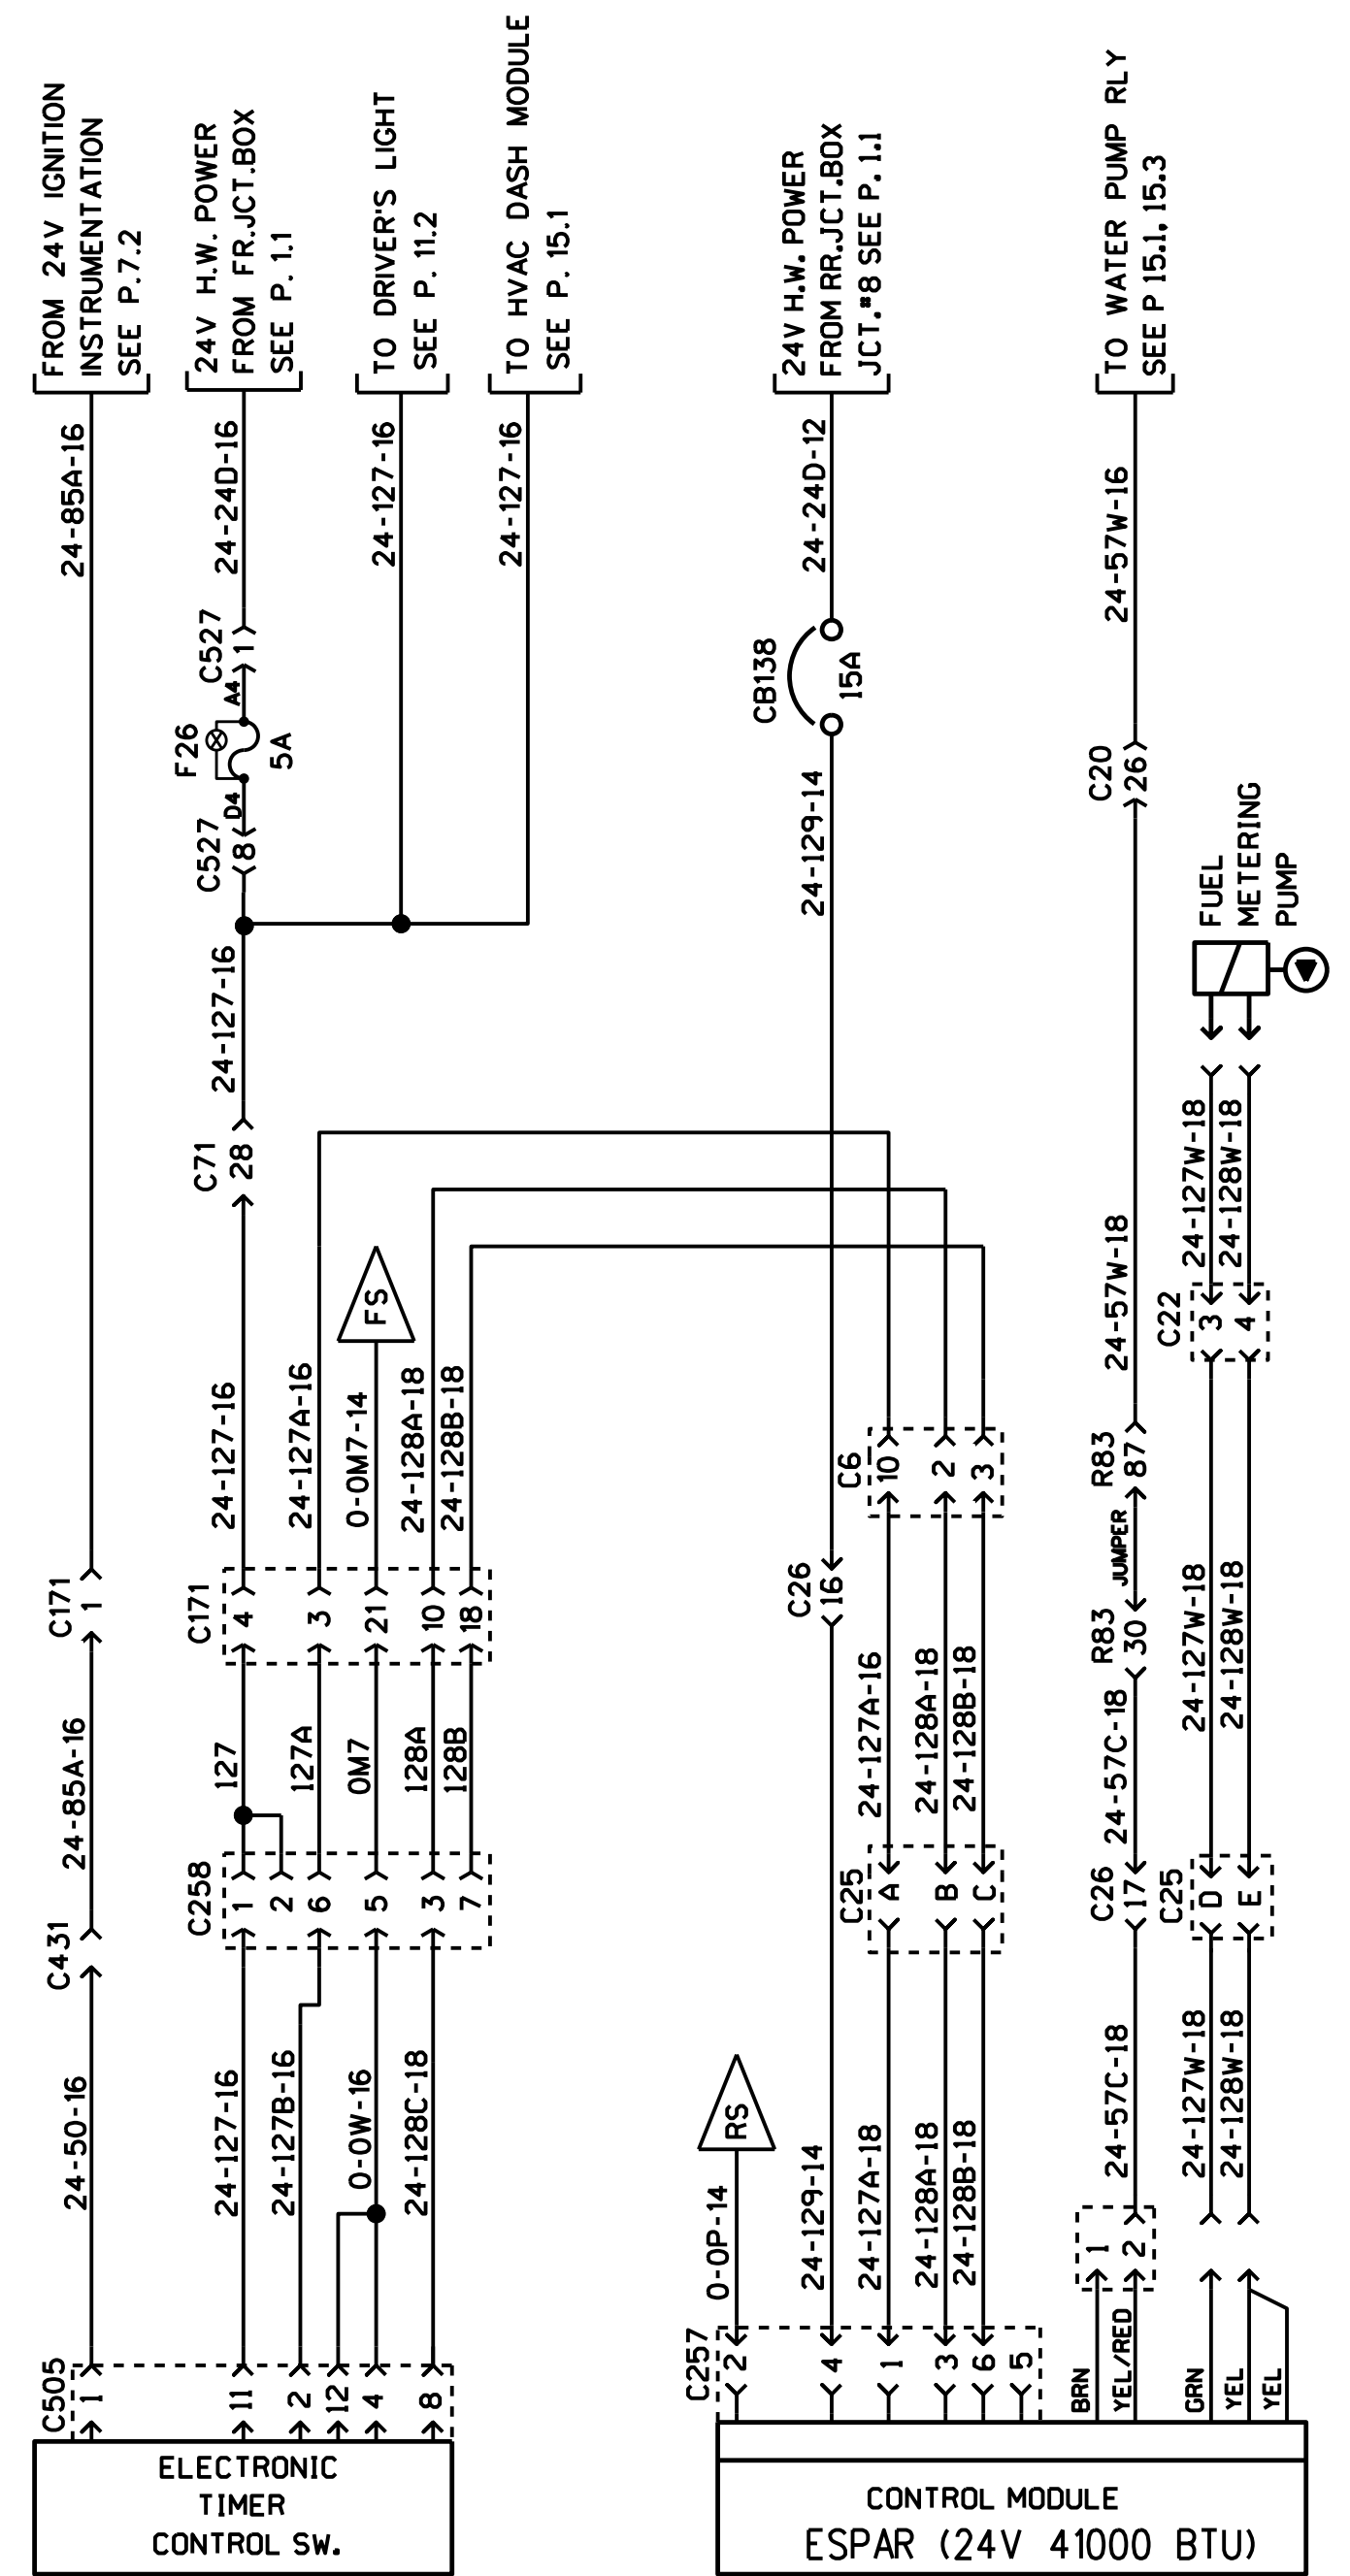 FROM 24V IGNITION
INSTRUMENTATION
SEE P.7.2
24V H.W. POWER
FROM FR.JCT.BOX
SEE P. 1.1
TO DRIVER'S LIGHT
SEE P. 11.2
TO HVAC DASH MODULE
SEE P. 15.1
24V H.W. POWER
FROM RR.JCT.BOX
JCT.#8 SEE P. 1.1
TO WATER PUMP RLY
SEE P 15.1, 15.3
24-85A-16
24-24D-16
24-127-16
24-127-16
24-24D-12
24-57W-16
C527
1
A4
F26
5A
D4
C527
8
CB138
15A
C20
26
24-127-16
24-129-14
FUEL
METERING
PUMP
C71
28
24-127W-18
24-128W-18
FS
24-57W-18
C22
3
4
24-127-16
24-127A-16
0-0M7-14
24-128A-18
24-128B-18
C6
10
2
3
R83
87
JUMPER
R83
30
C171
1
C171
4
3
21
10
18
C26
16
24-127W-18
24-128W-18
24-85A-16
127
127A
0M7
128A
128B
24-127A-16
24-128A-18
24-128B-18
24-57C-18
C431
C258
1
2
6
5
3
7
C25
A
B
C
C26
17
C25
D
E
24-50-16
24-127-16
24-127B-16
0-0W-16
24-128C-18
RS
0-0P-14
24-129-14
24-127A-18
24-128A-18
24-128B-18
24-57C-18
24-127W-18
24-128W-18
1
2
C505
1
11
2
12
4
8
C257
2
4
1
3
6
5
BRN
YEL/RED
GRN
YEL
YEL
ELECTRONIC
TIMER
CONTROL SW.
CONTROL MODULE
ESPAR (24V 41000 BTU)